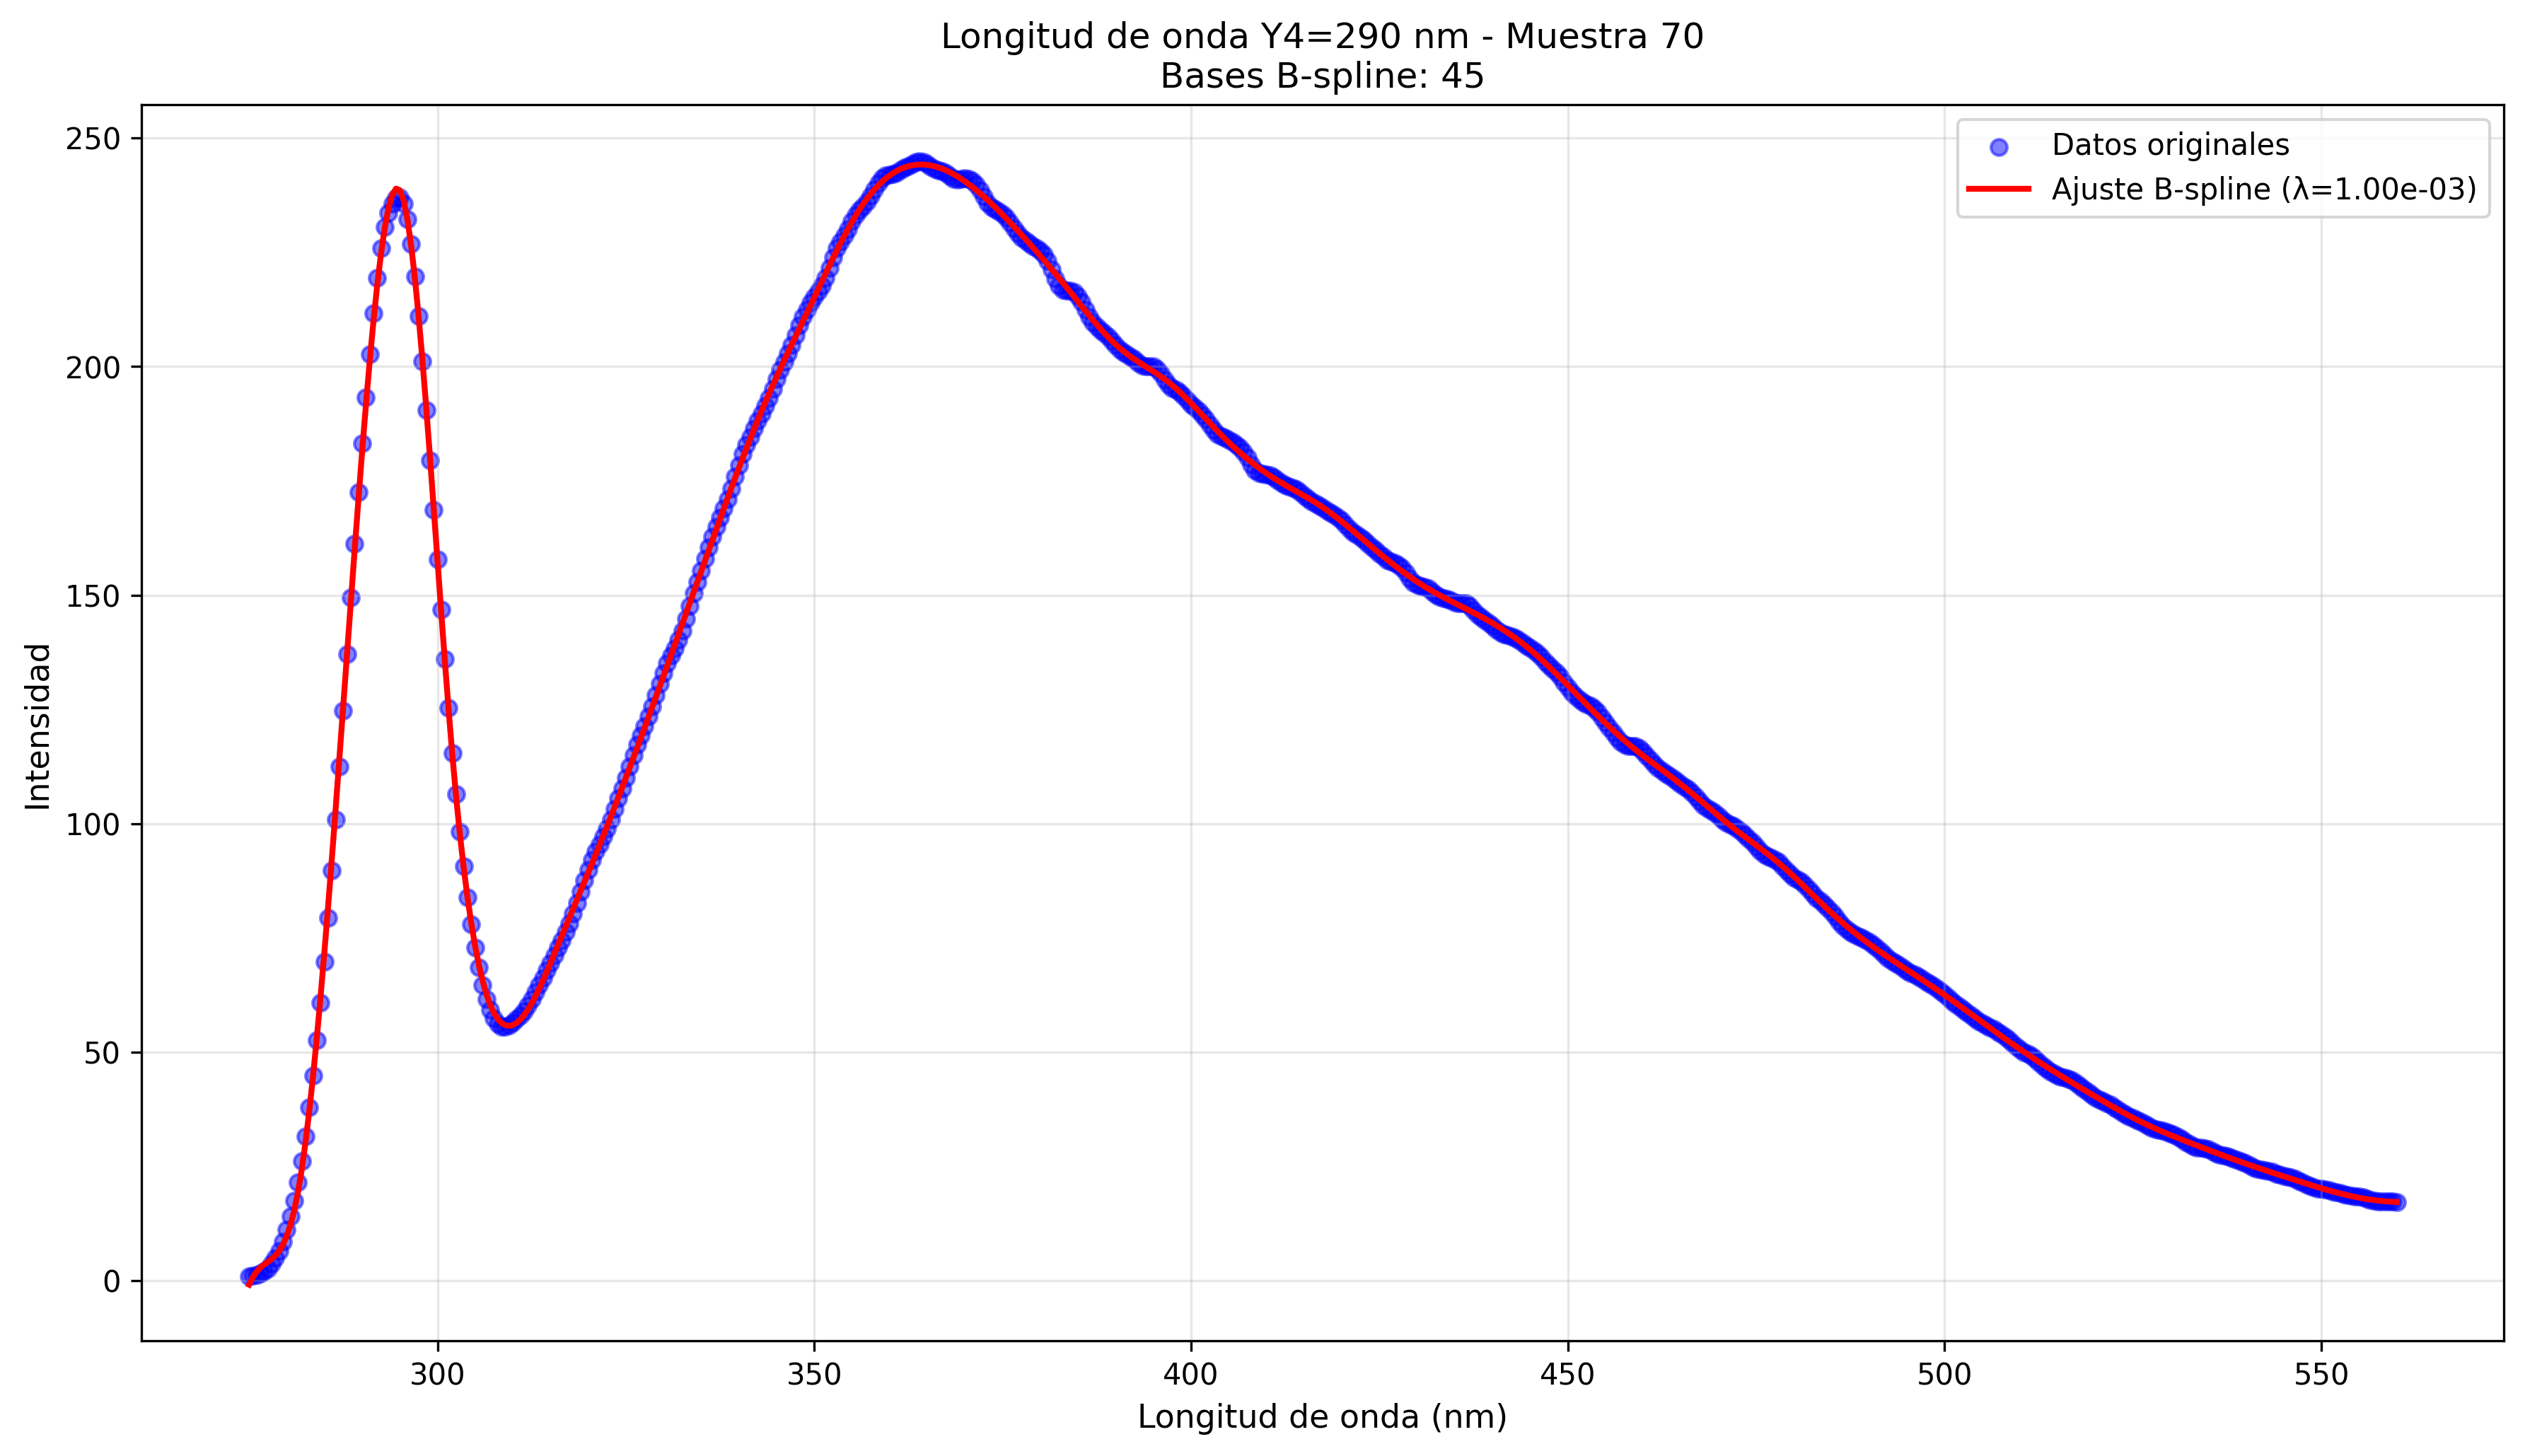 Longitud de onda Y4=290 nm - Muestra 70
Bases B-spline: 45
Datos originales
Ajuste B-spline (λ=1.00e-03)
Intensidad
250
200
150
100
50
0
300
350
400
450
500
550
Longitud de onda (nm)